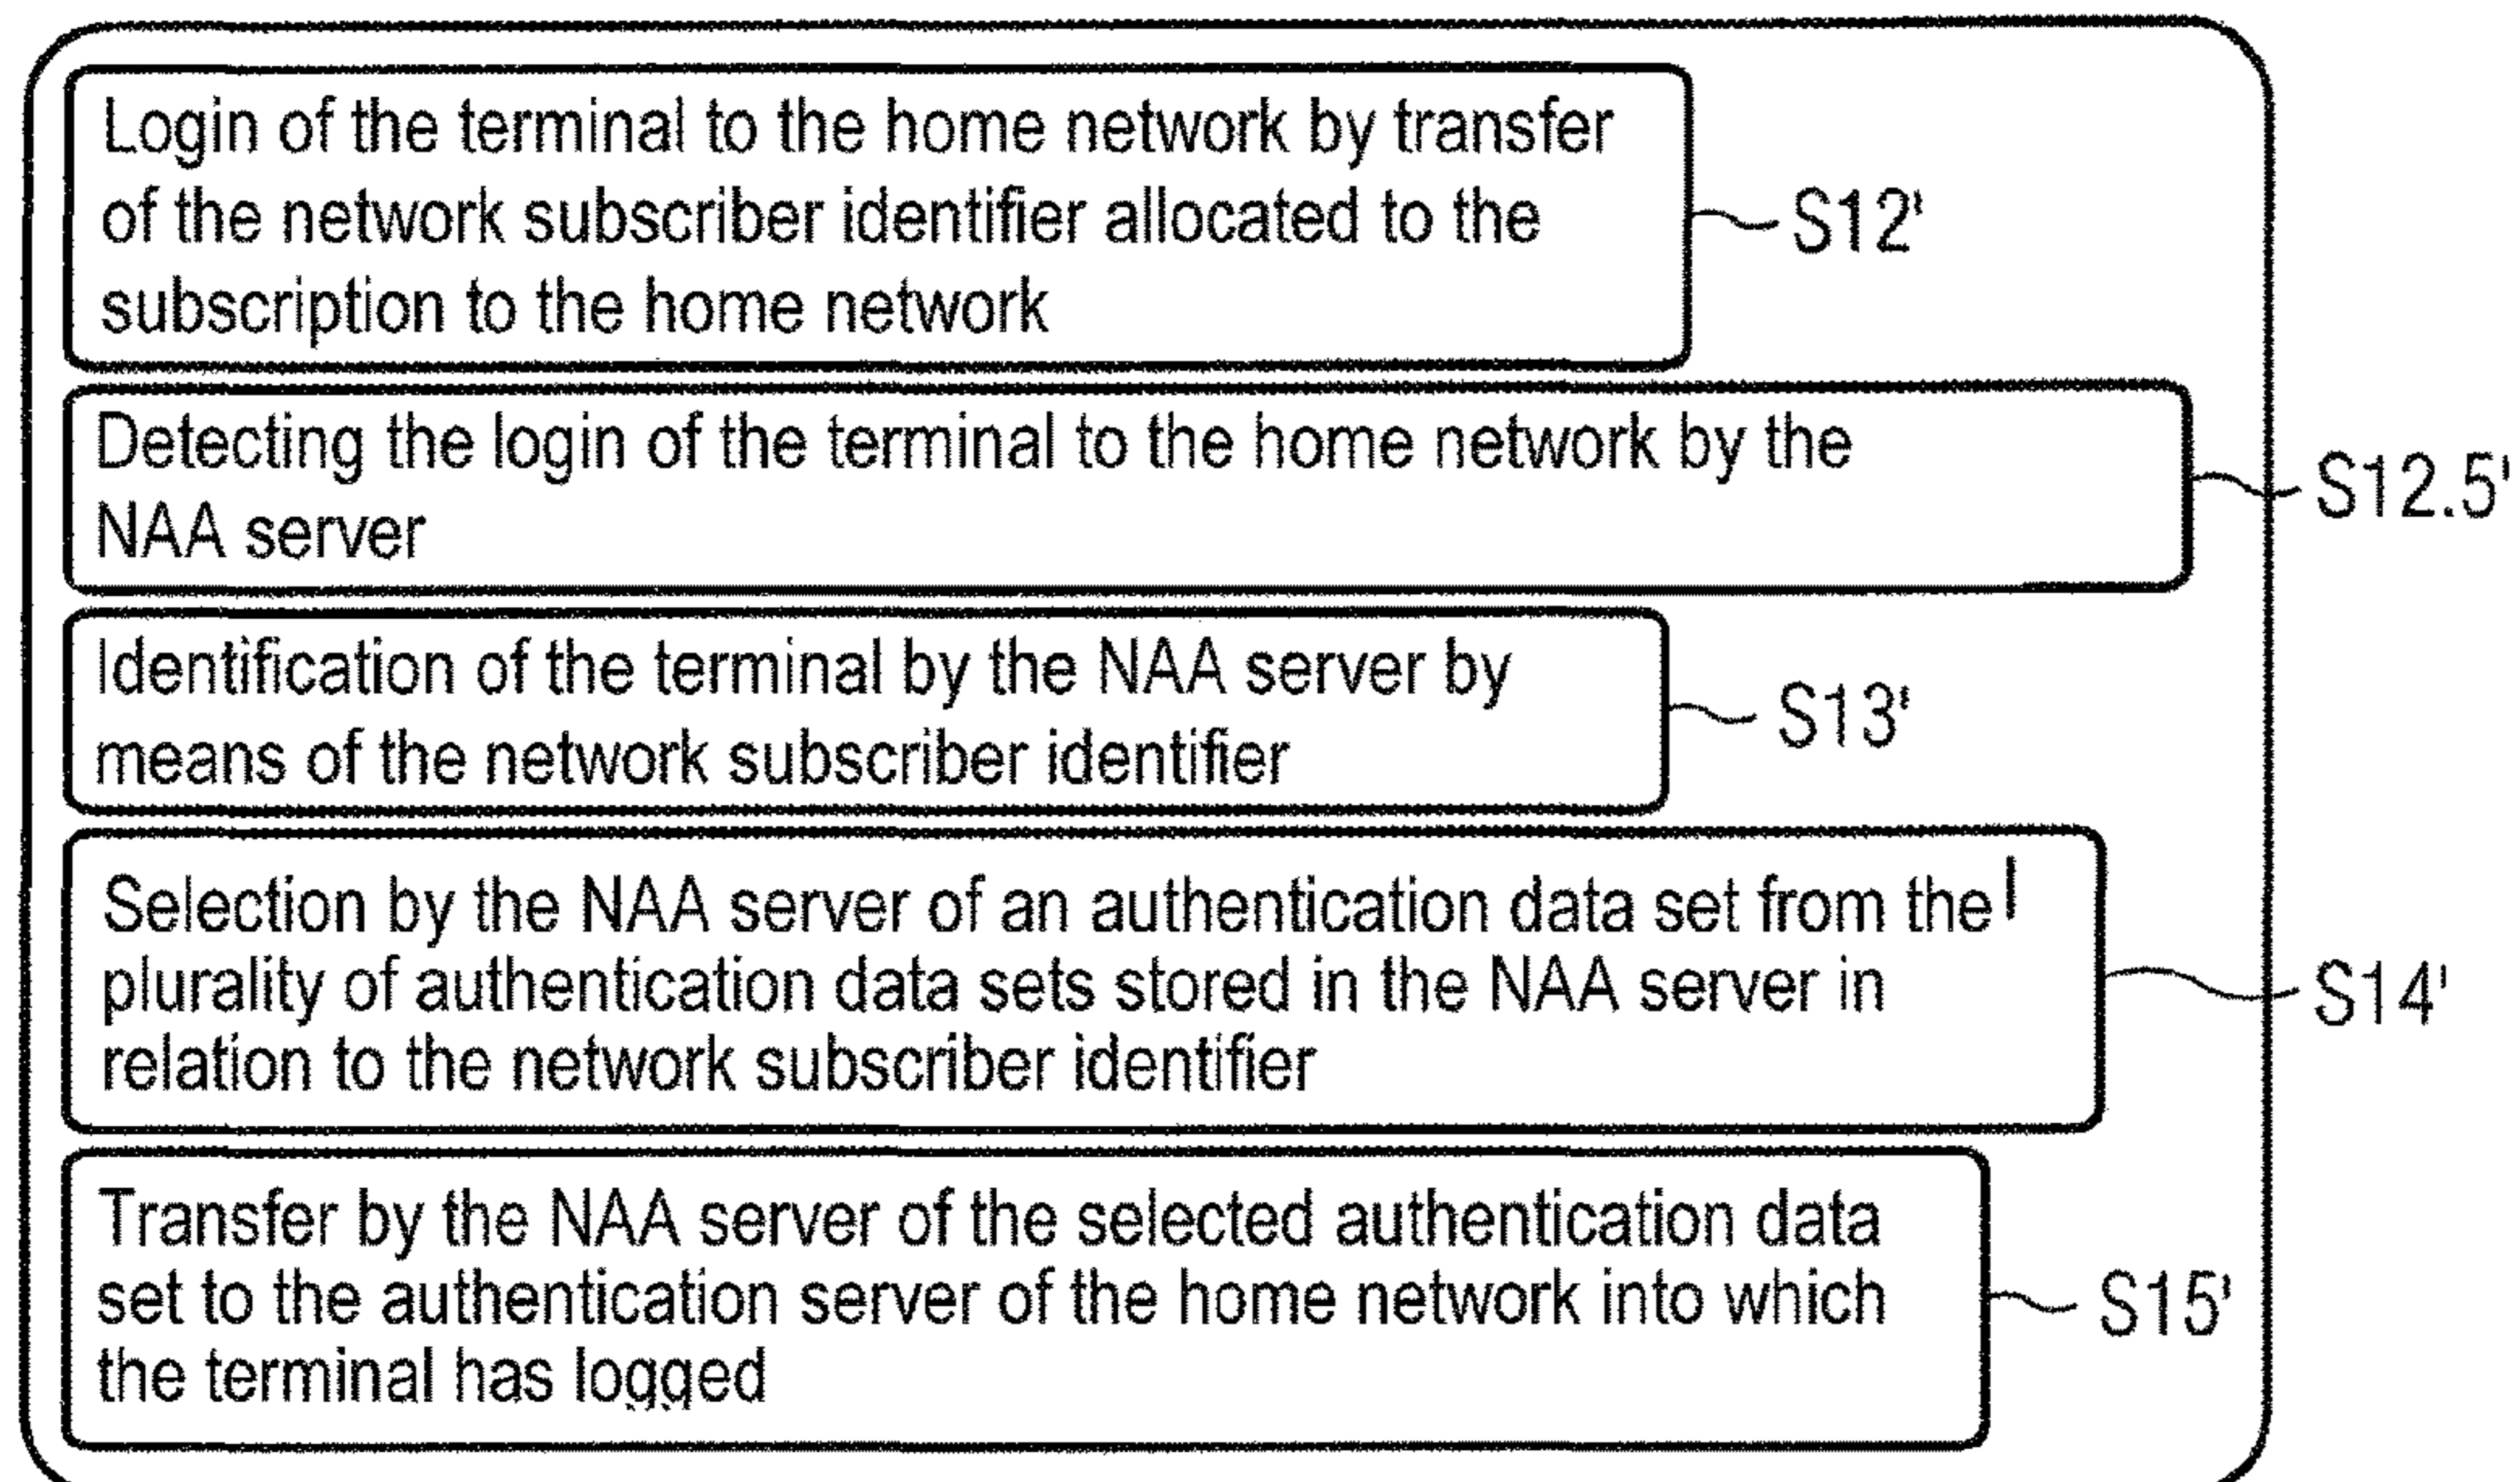 Login of the terminal to the home network by transfer
of the network subscriber identifier allocated to the
subscription to the home network
S12'
Detecting the login of the terminal to the home network by the
NAA server
S12.5'
Identification of the terminal by the NAA server by
means of the network subscriber identifier
S13'
Selection by the NAA server of an authentication data set from the
plurality of authentication data sets stored in the NAA server in
relation to the network subscriber identifier
S14'
Transfer by the NAA server of the selected authentication data
set to the authentication server of the home network into which
the terminal has logged
S15'